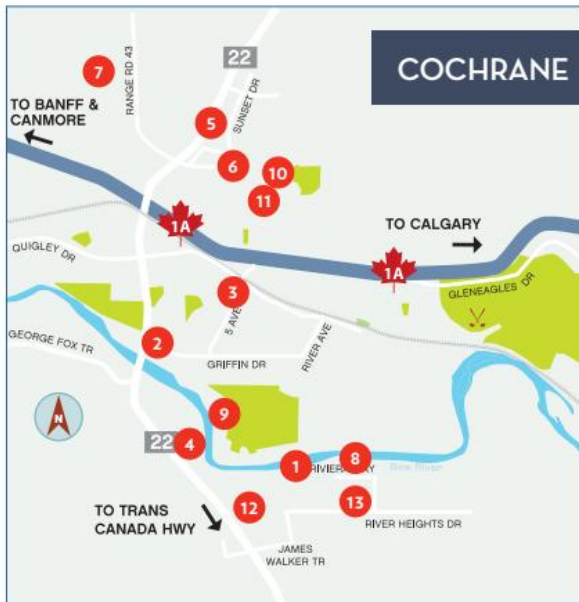 COCHRANE
22
RANGE RD 43
SUNSET DR
7
TO BANFF &
CANMORE
5
6
10
11
1A
TO CALGARY
QUIGLEY DR
1A
3
GLENEAGLES DR
5 AVE
RIVER AVE
GEORGE FOX TR
2
GRIFFIN DR
N
9
22
4
1
8
Bow River
12
13
TO TRANS
CANADA HWY
RIVER HEIGHTS DR
JAMES
WALKER TR